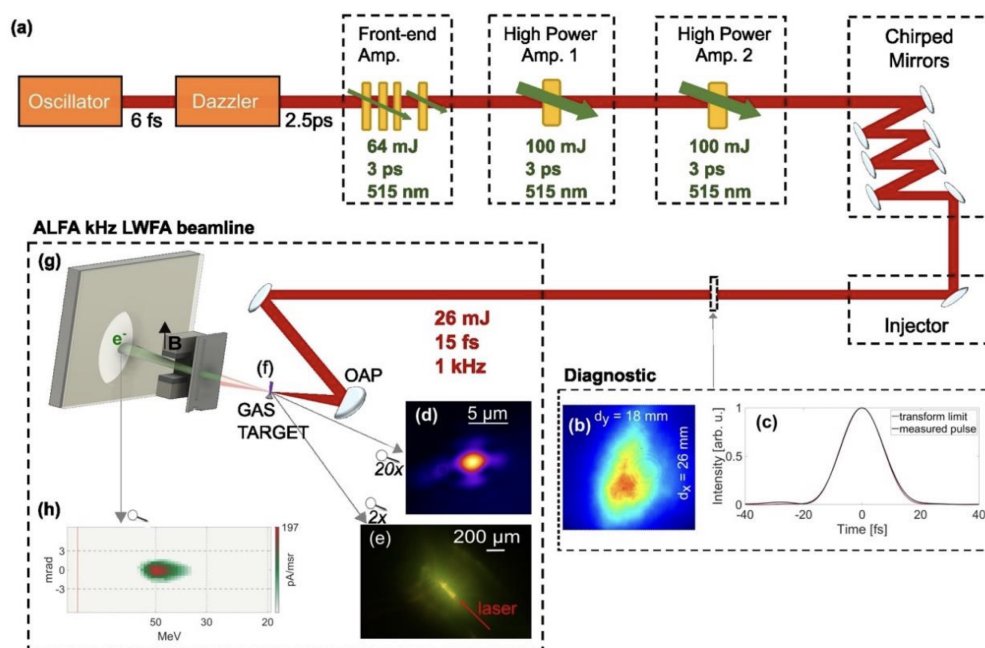 (a)
Front-end
Amp.
High Power
Amp. 1
High Power
Amp. 2
Chirped
Mirrors
Oscillator
6 fs
Dazzler
2.5ps
64 mJ
3 ps
515 nm
100 mJ
3 ps
515 nm
100 mJ
3 ps
515 nm
ALFA kHz LWFA beamline
(g)
e-
B
(f)
GAS
TARGET
OAP
26 mJ
15 fs
1 kHz
Injector
Diagnostic
(b)
dy = 18 mm
dx = 26 mm
(c)
transform limit
measured pulse
Intensity [arb. u.]
1
0.5
0
-40
-20
0
20
40
Time [fs]
(d)
5 µm
20x
2x
(e)
200 µm
laser
(h)
mrad
3
0
-3
50
30
20
MeV
197
pA/msr
0